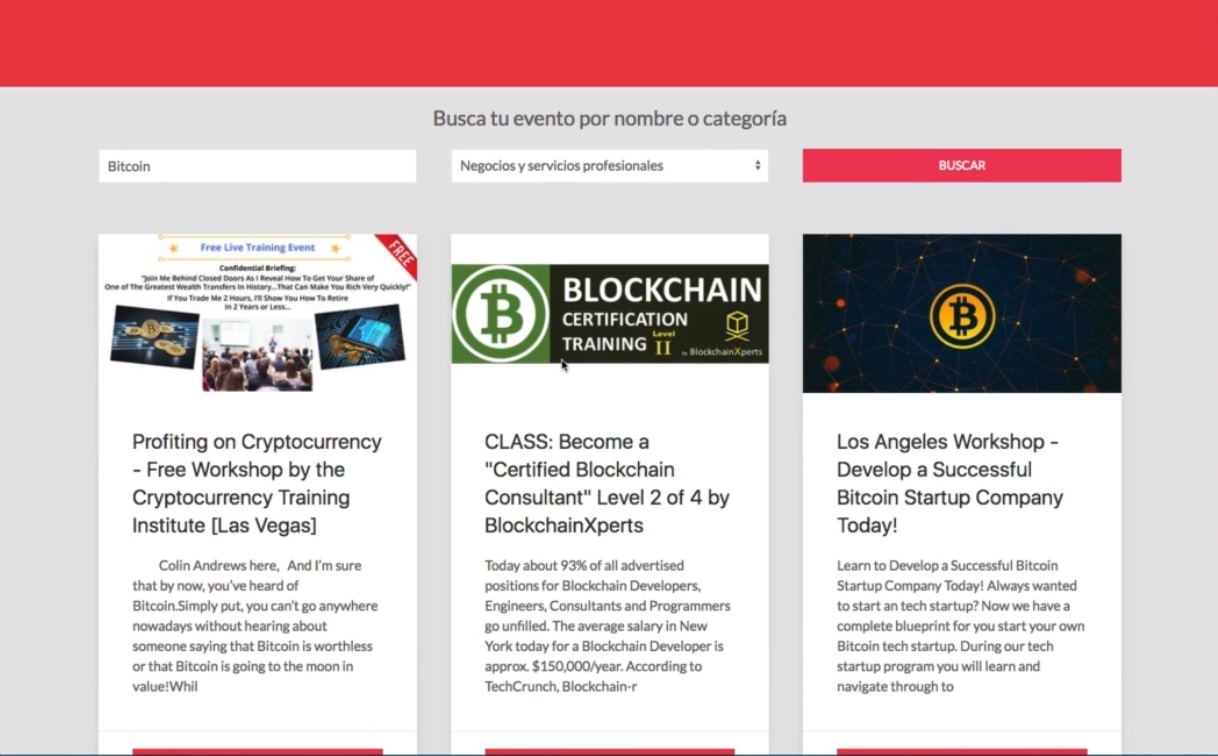 Busca tu evento por nombre o categoría
Bitcoin
Negocios y servicios profesionales
BUSCAR
Free Live Training Event
FREE
Confidential Briefing:
"Join Me Behind Closed Doors As I Reveal How To Get Your Share of
One of The Greatest Wealth Transfers In History...That Can Make You Rich Very Quickly!"
If You Trade Me 2 Hours, I'll Show You How To Retire
In 2 Years or Less...
BLOCKCHAIN
CERTIFICATION
TRAINING Level II
by BlockchainXperts
Profiting on Cryptocurrency
- Free Workshop by the
Cryptocurrency Training
Institute [Las Vegas]
Colin Andrews here, And I'm sure
that by now, you've heard of
Bitcoin.Simply put, you can't go anywhere
nowadays without hearing about
someone saying that Bitcoin is worthless
or that Bitcoin is going to the moon in
value!Whil
CLASS: Become a
"Certified Blockchain
Consultant" Level 2 of 4 by
BlockchainXperts
Today about 93% of all advertised
positions for Blockchain Developers,
Engineers, Consultants and Programmers
go unfilled. The average salary in New
York today for a Blockchain Developer is
approx. $150,000/year. According to
TechCrunch, Blockchain-r
Los Angeles Workshop -
Develop a Successful
Bitcoin Startup Company
Today!
Learn to Develop a Successful Bitcoin
Startup Company Today! Always wanted
to start an tech startup? Now we have a
complete blueprint for you start your own
Bitcoin tech startup. During our tech
startup program you will learn and
navigate through to